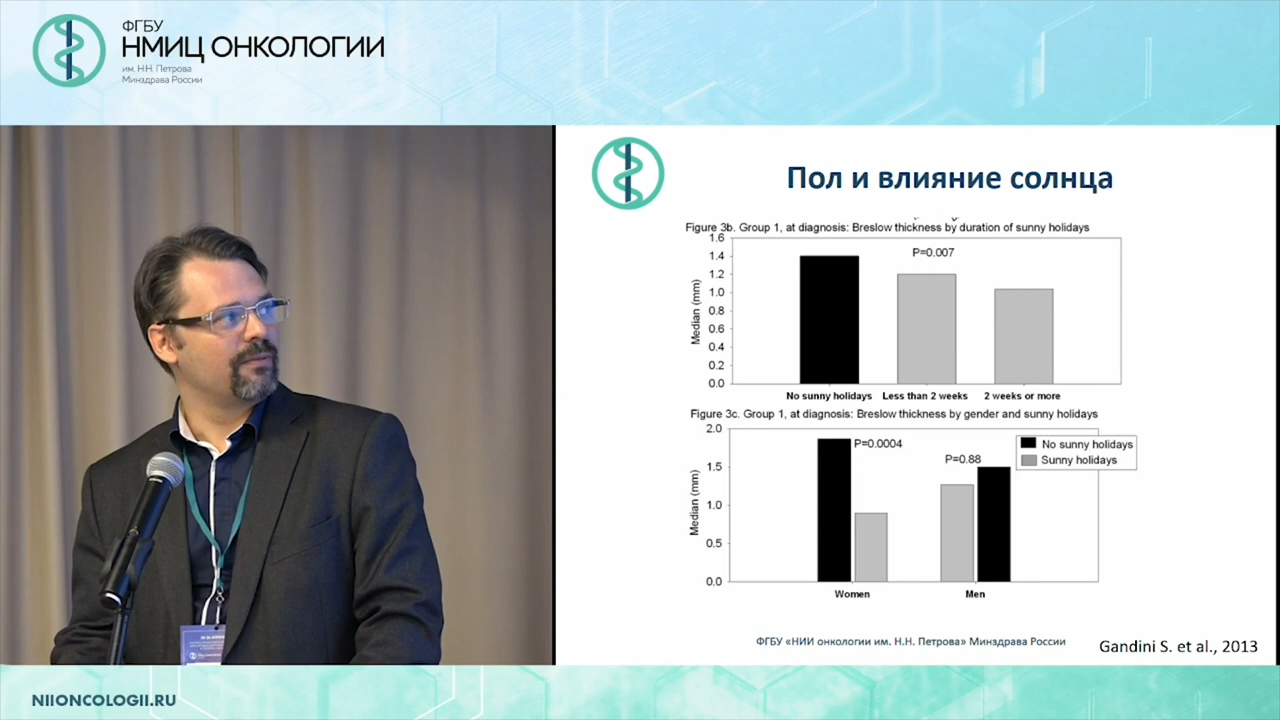 ФГБУ
НМИЦ ОНКОЛОГИИ
им. Н.Н. Петрова
Минздрава России
Пол и влияние солнца
Figure 3b. Group 1, at diagnosis: Breslow thickness by duration of sunny holidays
1.6
1.4
1.2
1.0
0.8
0.6
0.4
0.2
0.0
Median (mm)
P=0.007
No sunny holidays Less than 2 weeks 2 weeks or more
Figure 3c. Group 1, at diagnosis: Breslow thickness by gender and sunny holidays
2.0
1.5
1.0
0.5
0.0
Median (mm)
P=0.0004
P=0.88
No sunny holidays
Sunny holidays
Women Men
ФГБУ «НИИ онкологии им. Н.Н. Петрова» Минздрава России
Gandini S. et al., 2013
NIIONCOLOGII.RU